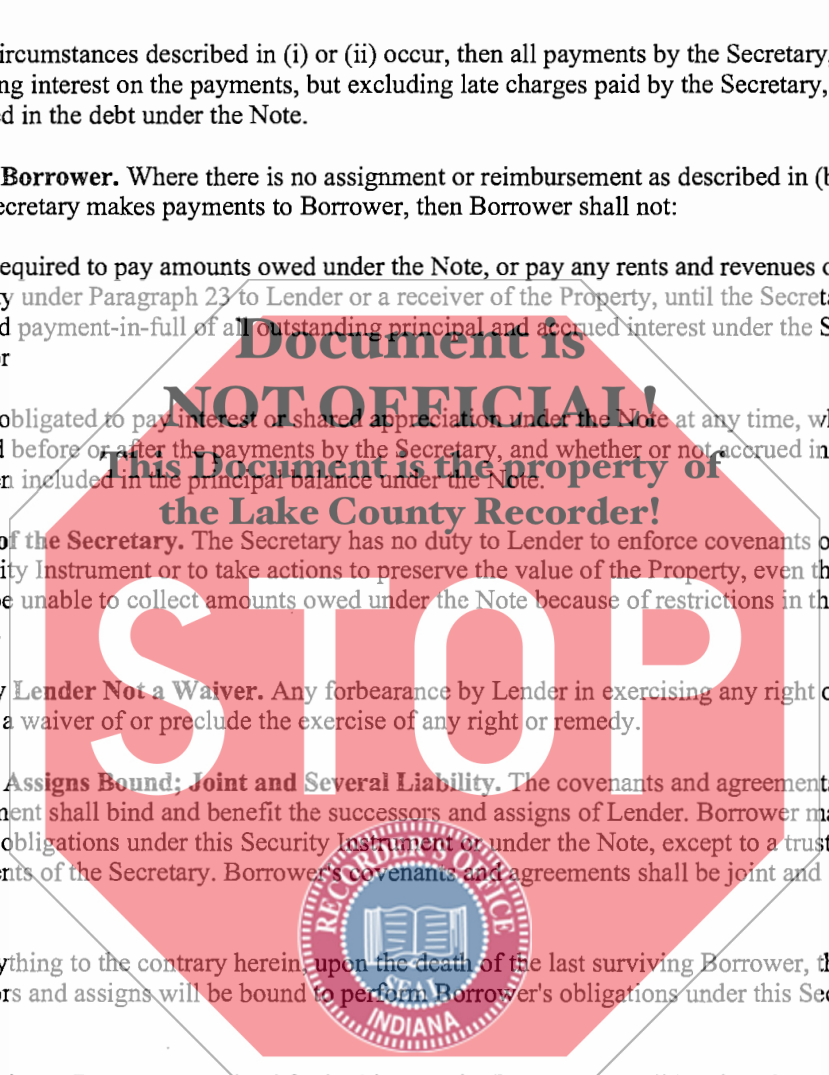 ircumstances described in (i) or (ii) occur, then all payments by the Secretary,
ng interest on the payments, but excluding late charges paid by the Secretary,
d in the debt under the Note.
Borrower. Where there is no assignment or reimbursement as described in (b
ecretary makes payments to Borrower, then Borrower shall not:
equired to pay amounts owed under the Note, or pay any rents and revenues o
y under Paragraph 23 to Lender or a receiver of the Property, until the Secreta
d payment-in-full of all outstanding principal and accrued interest under the S
or
Document is
NOT OFFICIAL!
obligated to pay interest or shared appreciation under the Note at any time, wh
d before or after the payments by the Secretary, and whether or not accrued in
This Document is the property of
n included in the principal balance under the Note.
the Lake County Recorder!
of the Secretary. The Secretary has no duty to Lender to enforce covenants o
ity Instrument or to take actions to preserve the value of the Property, even th
be unable to collect amounts owed under the Note because of restrictions in th
STOP
y Lender Not a Waiver. Any forbearance by Lender in exercising any right o
a waiver of or preclude the exercise of any right or remedy.
Assigns Bound; Joint and Several Liability. The covenants and agreements
ment shall bind and benefit the successors and assigns of Lender. Borrower ma
obligations under this Security Instrument or under the Note, except to a trust
nts of the Secretary. Borrower's covenants and agreements shall be joint and
RECORDER'S OFFICE
ything to the contrary herein, upon the death of the last surviving Borrower, th
SEAL
rs and assigns will be bound to perform Borrower's obligations under this Sec
INDIANA